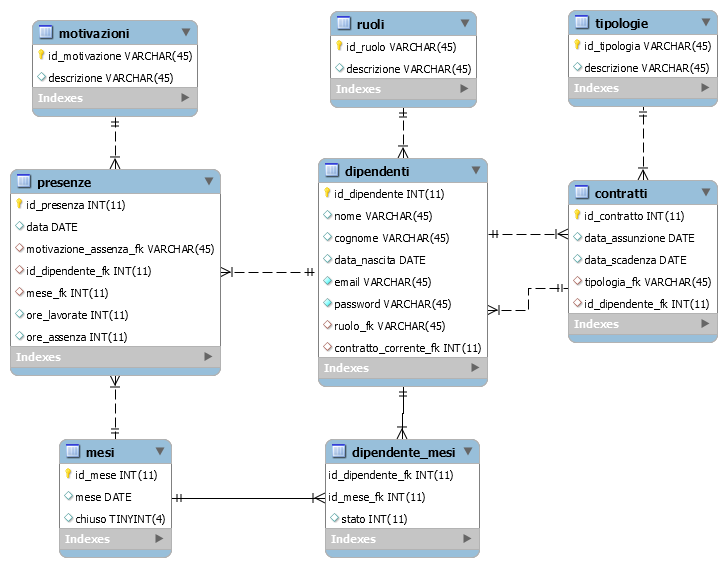 motivazioni
id_motivazione VARCHAR(45)
descrizione VARCHAR(45)
Indexes
ruoli
id_ruolo VARCHAR(45)
descrizione VARCHAR(45)
Indexes
tipologie
id_tipologia VARCHAR(45)
descrizione VARCHAR(45)
Indexes
presenze
id_presenza INT(11)
data DATE
motivazione_assenza_fk VARCHAR(45)
id_dipendente_fk INT(11)
mese_fk INT(11)
ore_lavorate INT(11)
ore_assenza INT(11)
Indexes
dipendenti
id_dipendente INT(11)
nome VARCHAR(45)
cognome VARCHAR(45)
data_nascita DATE
email VARCHAR(45)
password VARCHAR(45)
ruolo_fk VARCHAR(45)
contratto_corrente_fk INT(11)
Indexes
contratti
id_contratto INT(11)
data_assunzione DATE
data_scadenza DATE
tipologia_fk VARCHAR(45)
id_dipendente_fk INT(11)
Indexes
mesi
id_mese INT(11)
mese DATE
chiuso TINYINT(4)
Indexes
dipendente_mesi
id_dipendente_fk INT(11)
id_mese_fk INT(11)
stato INT(11)
Indexes